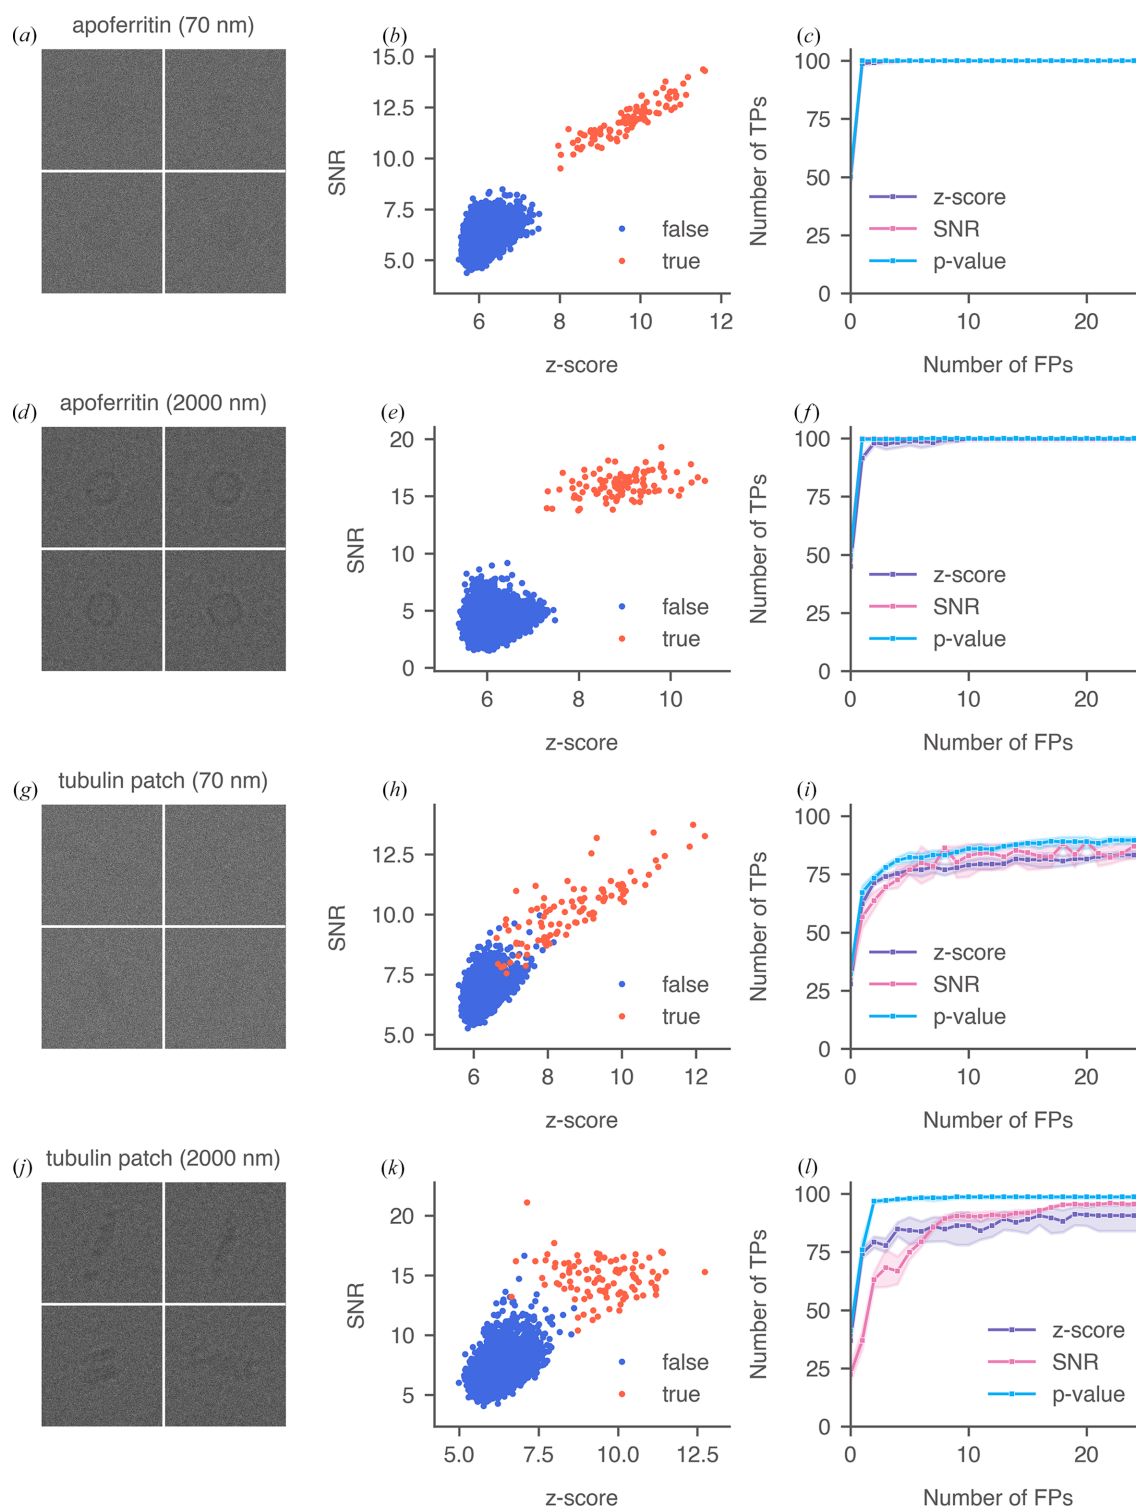 (a) apoferritin (70 nm)
(b)
15.0
12.5
10.0
7.5
5.0
SNR
false
true
6 8 10 12
z-score
(c)
100
75
50
25
0
Number of TPs
z-score
SNR
p-value
0 10 20
Number of FPs
(d) apoferritin (2000 nm)
(e)
20
15
10
5
0
SNR
false
true
6 8 10
z-score
(f)
100
75
50
25
0
Number of TPs
z-score
SNR
p-value
0 10 20
Number of FPs
(g) tubulin patch (70 nm)
(h)
12.5
10.0
7.5
5.0
SNR
false
true
6 8 10 12
z-score
(i)
100
75
50
25
0
Number of TPs
z-score
SNR
p-value
0 10 20
Number of FPs
(j) tubulin patch (2000 nm)
(k)
20
15
10
5
SNR
false
true
5.0 7.5 10.0 12.5
z-score
(l)
100
75
50
25
0
Number of TPs
z-score
SNR
p-value
0 10 20
Number of FPs